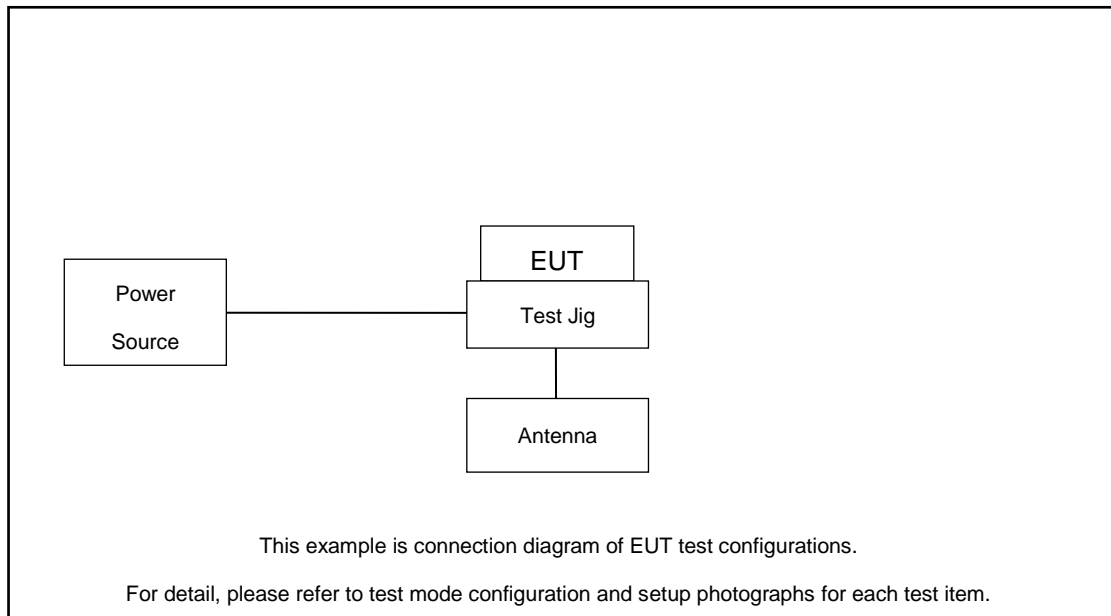 EUT
Power
Source
Test Jig
Antenna
This example is connection diagram of EUT test configurations.
For detail, please refer to test mode configuration and setup photographs for each test item.